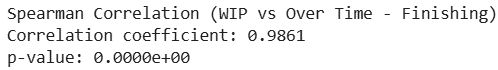 Spearman Correlation (WIP vs Over Time - Finishing)
Correlation coefficient: 0.9861
p-value: 0.0000e+00